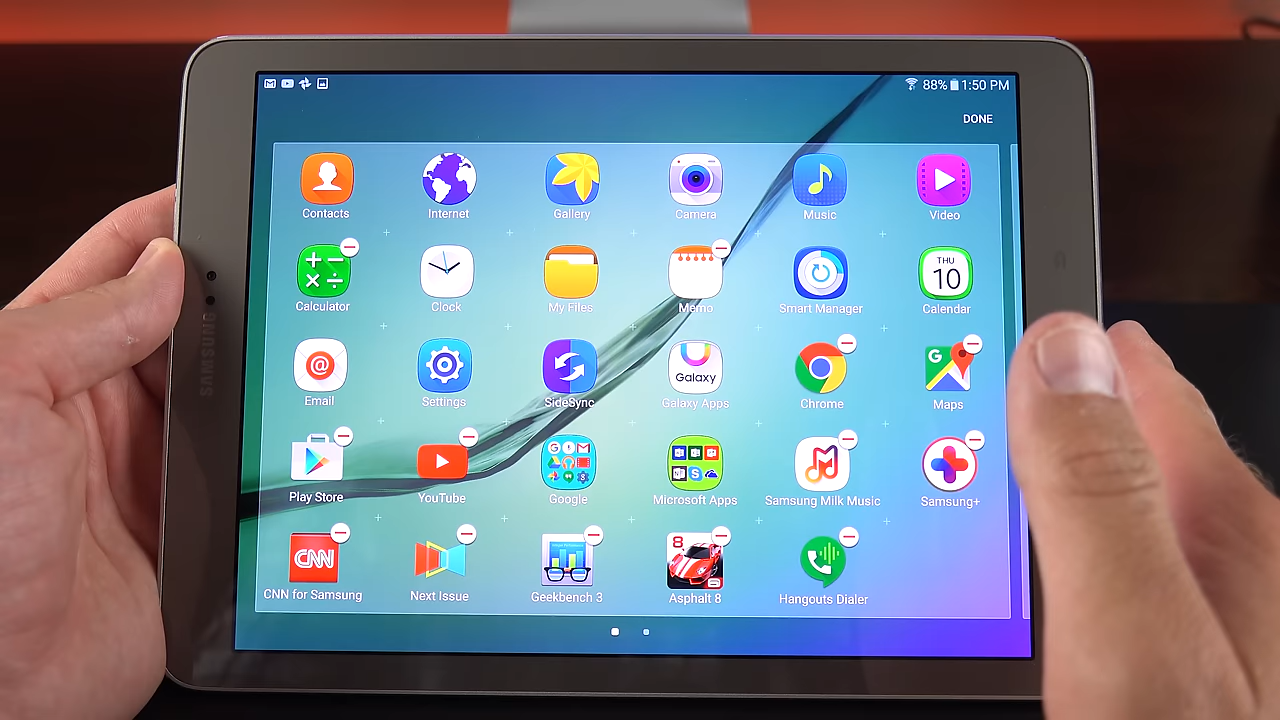 88% 1:50 PM
DONE
Contacts
Internet
Gallery
Camera
Music
Video
Calculator
Clock
My Files
Memo
Smart Manager
THU
10
Calendar
@
Email
Settings
SideSync
Galaxy
Galaxy Apps
Chrome
G
Maps
Play Store
YouTube
Google
Microsoft Apps
Samsung Milk Music
Samsung+
CNN
CNN for Samsung
Next Issue
Geekbench 3
8
Asphalt 8
Hangouts Dialer
SAMSUNG